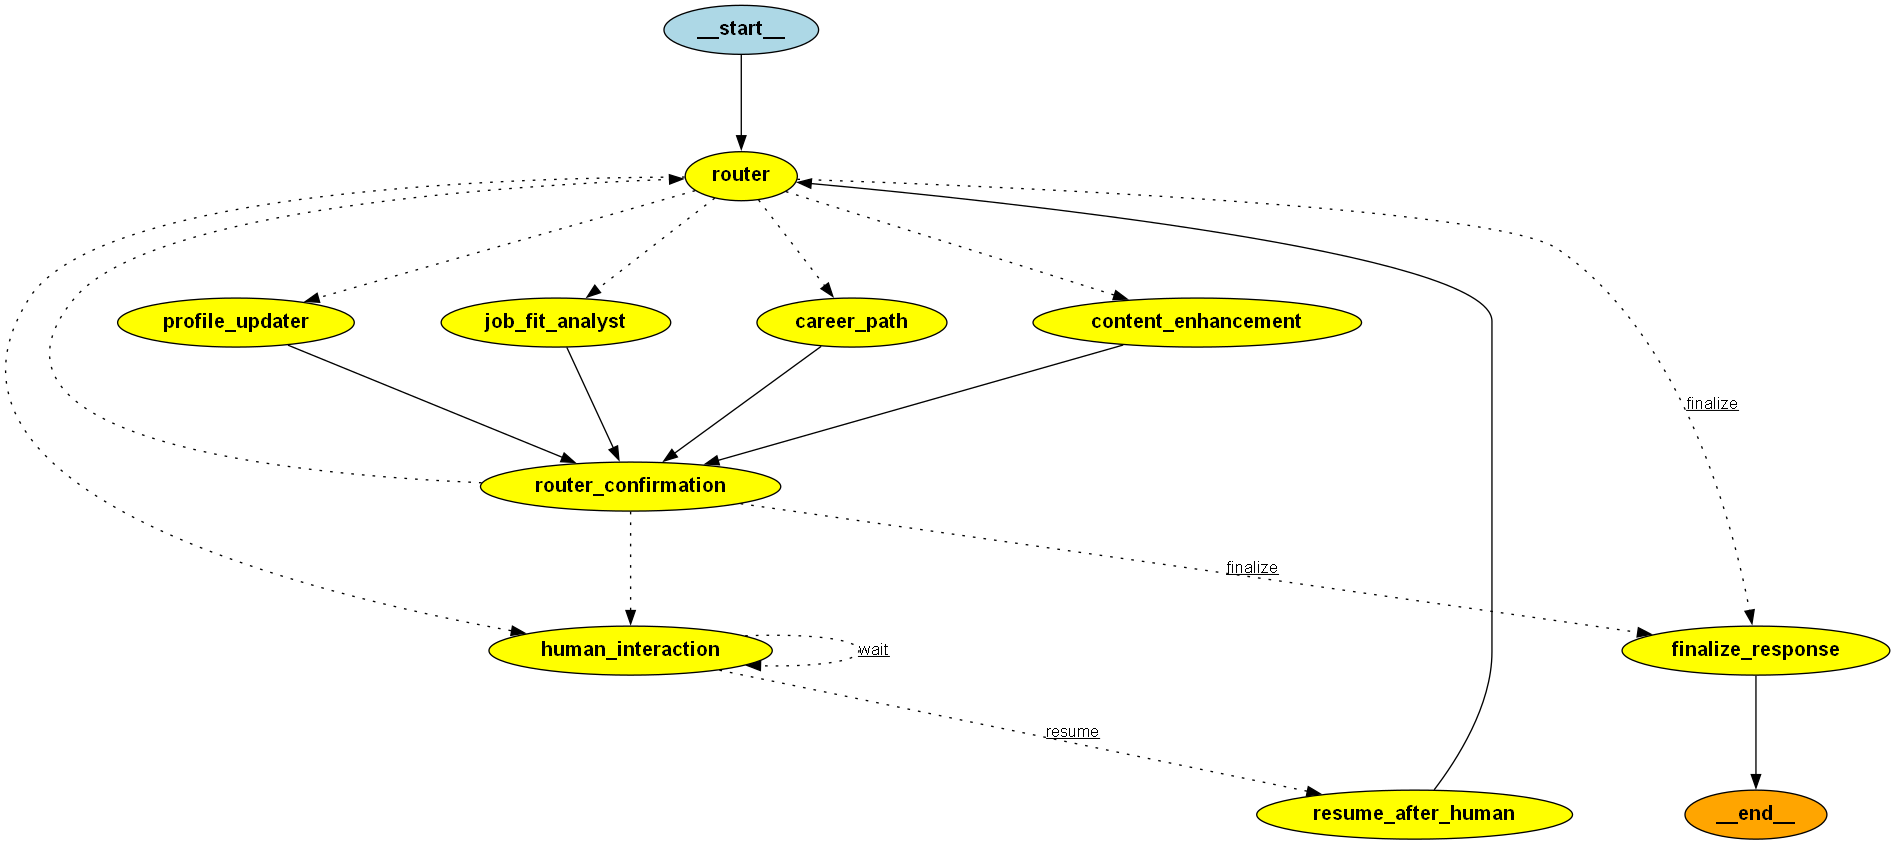 __start__
router
profile_updater
job_fit_analyst
career_path
content_enhancement
finalize
router_confirmation
finalize
human_interaction
wait
finalize_response
resume
resume_after_human
__end__